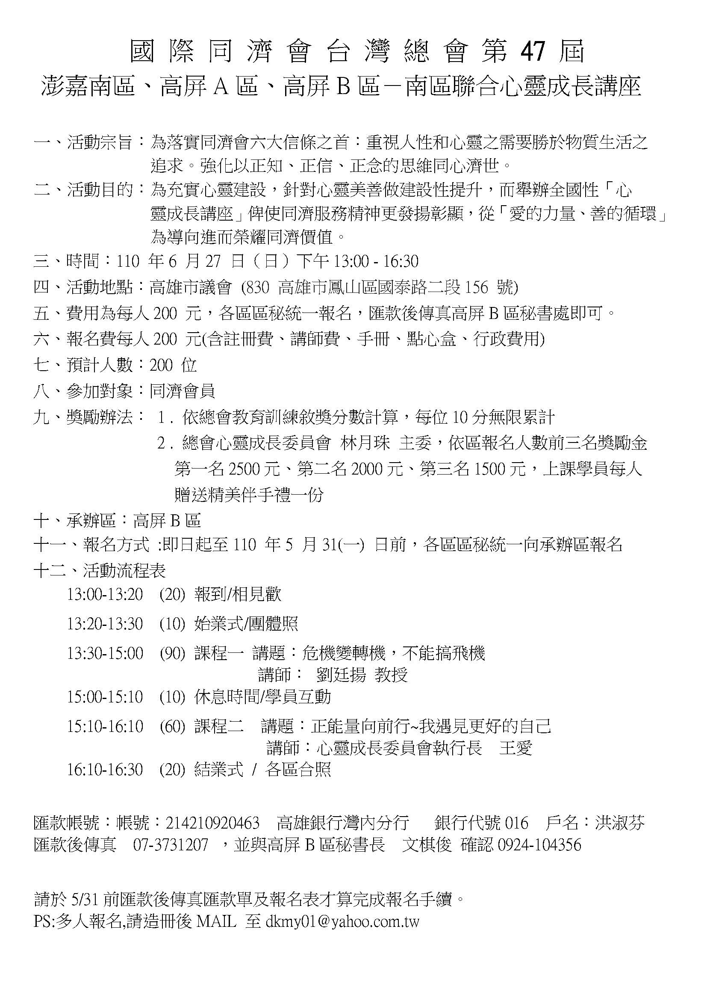 國際同濟會台灣總會第 47 屆
澎嘉南區、高屏 A 區、高屏 B 區－南區聯合心靈成長講座
一、活動宗旨：為落實同濟會六大信條之首：重視人性和心靈之需要勝於物質生活之
追求。強化以正知、正信、正念的思維同心濟世。
二、活動目的：為充實心靈建設，針對心靈美善做建設性提升，而舉辦全國性「心
靈成長講座」俾使同濟服務精神更發揚彰顯，從「愛的力量、善的循環」
為導向進而榮耀同濟價值。
三、時間：110 年 6 月 27 日（日）下午 13:00 - 16:30
四、活動地點：高雄市議會 (830 高雄市鳳山區國泰路二段 156 號)
五、費用為每人 200 元，各區區秘統一報名，匯款後傳真高屏 B 區秘書處即可。
六、報名費每人 200 元(含註冊費、講師費、手冊、點心盒、行政費用)
七、預計人數：200 位
八、參加對象：同濟會員
九、獎勵辦法： 1 . 依總會教育訓練敘獎分數計算，每位 10 分無限累計
2 . 總會心靈成長委員會 林月珠 主委，依區報名人數前三名獎勵金
第一名 2500 元、第二名 2000 元、第三名 1500 元，上課學員每人
贈送精美伴手禮一份
十、承辦區：高屏 B 區
十一、報名方式 :即日起至 110 年 5 月 31(一) 日前，各區區秘統一向承辦區報名
十二、活動流程表
13:00-13:20 (20) 報到/相見歡
13:20-13:30 (10) 始業式/團體照
13:30-15:00 (90) 課程一 講題：危機變轉機，不能搞飛機
講師： 劉廷揚 教授
15:00-15:10 (10) 休息時間/學員互動
15:10-16:10 (60) 課程二 講題：正能量向前行~我遇見更好的自己
講師：心靈成長委員會執行長 王愛
16:10-16:30 (20) 結業式 / 各區合照
匯款帳號：帳號：214210920463 高雄銀行灣內分行 銀行代號 016 戶名：洪淑芬
匯款後傳真 07-3731207 ，並與高屏 B 區秘書長 文棋俊 確認 0924-104356
請於 5/31 前匯款後傳真匯款單及報名表才算完成報名手續。
PS:多人報名,請造冊後 MAIL 至 dkmy01@yahoo.com.tw